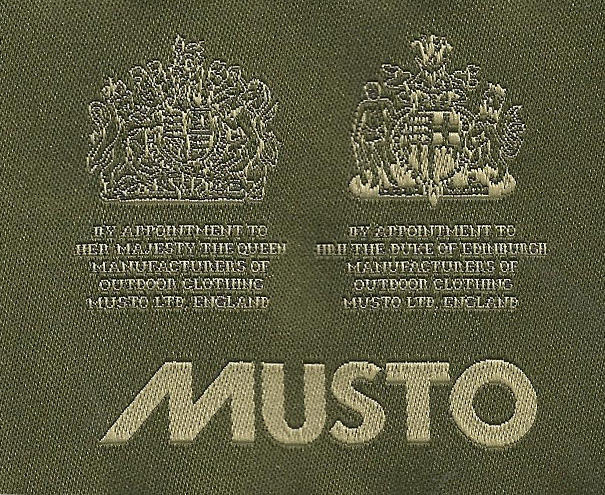 BY APPOINTMENT TO
HER MAJESTY THE QUEEN
MANUFACTURERS OF
OUTDOOR CLOTHING
MUSTO LTD, ENGLAND
BY APPOINTMENT TO
HRH THE DUKE OF EDINBURGH
MANUFACTURERS OF
OUTDOOR CLOTHING
MUSTO LTD, ENGLAND
MUSTO